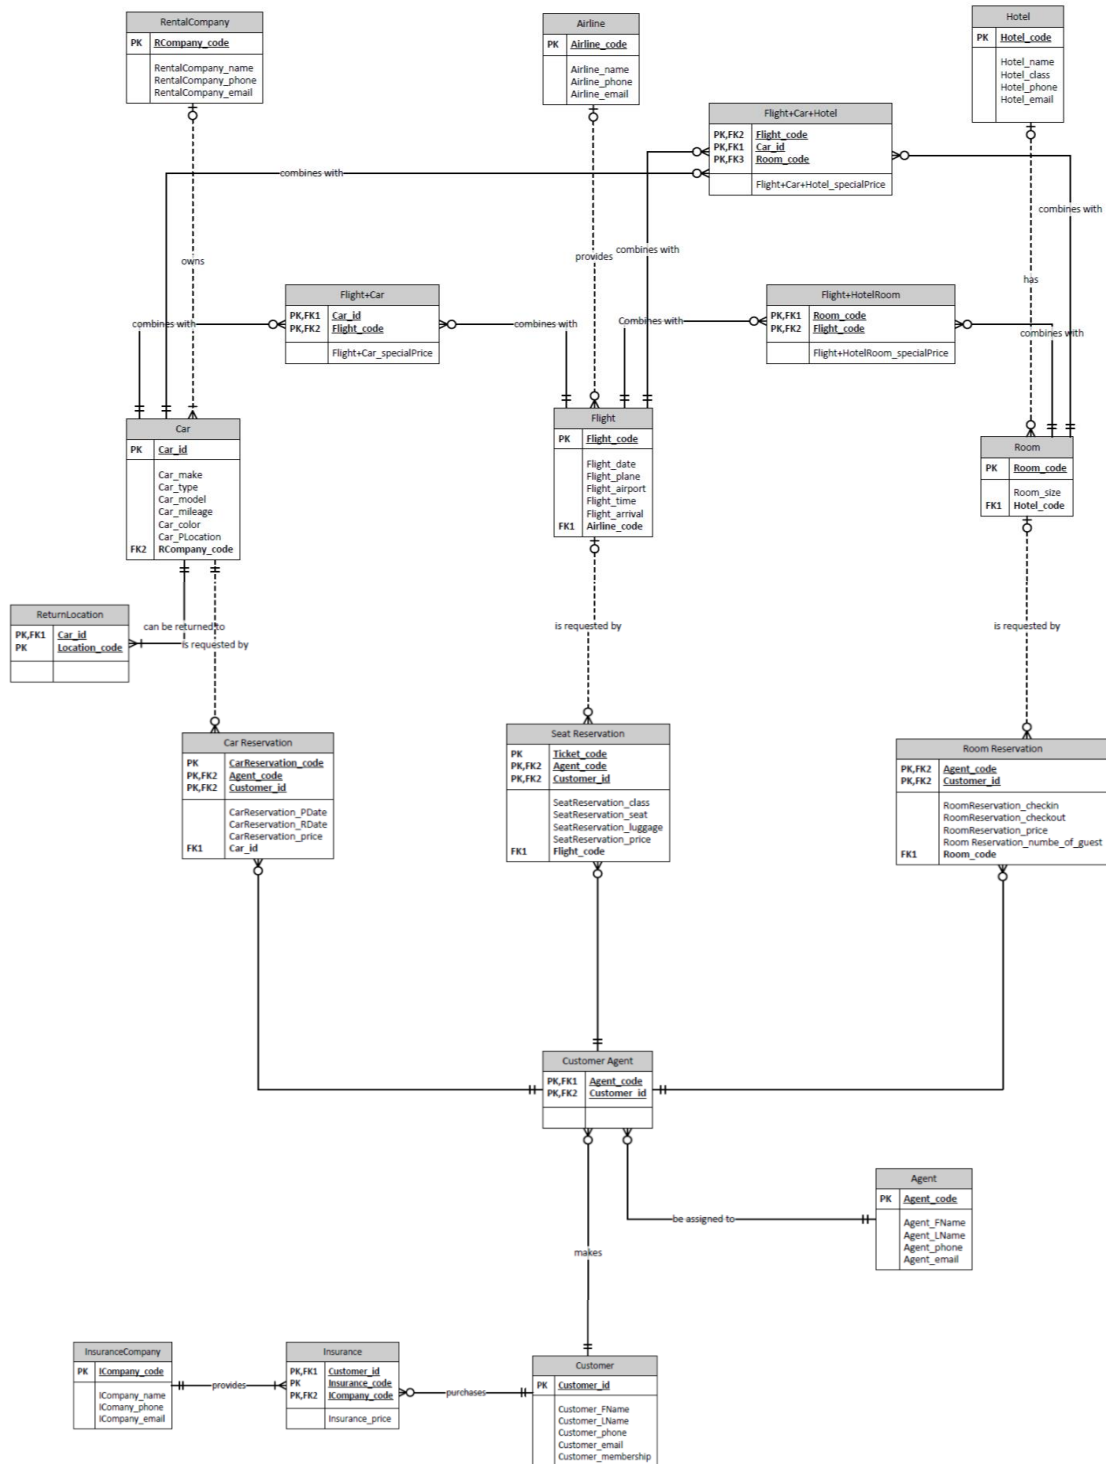 RentalCompany
PK RCompany_code
RentalCompany_name
RentalCompany_phone
RentalCompany_email
Airline
PK Airline_code
Airline_name
Airline_phone
Airline_email
Hotel
PK Hotel_code
Hotel_name
Hotel_class
Hotel_phone
Hotel_email
Flight+Car+Hotel
PK,FK2 Flight_code
PK,FK1 Car_id
PK,FK3 Room_code
Flight+Car+Hotel_specialPrice
combines with
combines with
combines with
owns
provides
has
Flight+Car
PK,FK1 Car_id
PK,FK2 Flight_code
Flight+Car_specialPrice
Flight+HotelRoom
PK,FK1 Room_code
PK,FK2 Flight_code
Flight+HotelRoom_specialPrice
combines with
combines with
Combines with
combines with
Car
PK Car_id
Car_make
Car_type
Car_model
Car_mileage
Car_color
Car_PLocation
FK2 RCompany_code
Flight
PK Flight_code
Flight_date
Flight_plane
Flight_airport
Flight_time
Flight_arrival
FK1 Airline_code
Room
PK Room_code
Room_size
FK1 Hotel_code
ReturnLocation
PK,FK1 Car_id
PK Location_code
can be returned to
is requested by
is requested by
is requested by
Car Reservation
PK CarReservation_code
PK,FK2 Agent_code
PK,FK2 Customer_id
CarReservation_PDate
CarReservation_RDate
CarReservation_price
FK1 Car_id
Seat Reservation
PK Ticket_code
PK,FK2 Agent_code
PK,FK2 Customer_id
SeatReservation_class
SeatReservation_seat
SeatReservation_luggage
SeatReservation_price
FK1 Flight_code
Room Reservation
PK,FK2 Agent_code
PK,FK2 Customer_id
RoomReservation_checkin
RoomReservation_checkout
RoomReservation_price
Room Reservation_numbe_of_guest
FK1 Room_code
Customer Agent
PK,FK1 Agent_code
PK,FK2 Customer_id
Agent
PK Agent_code
Agent_FName
Agent_LName
Agent_phone
Agent_email
be assigned to
makes
InsuranceCompany
PK ICompany_code
ICompany_name
IComany_phone
ICompany_email
provides
Insurance
PK,FK1 Customer_id
PK Insurance_code
PK,FK2 ICompany_code
Insurance_price
purchases
Customer
PK Customer_id
Customer_FName
Customer_LName
Customer_phone
Customer_email
Customer_membership